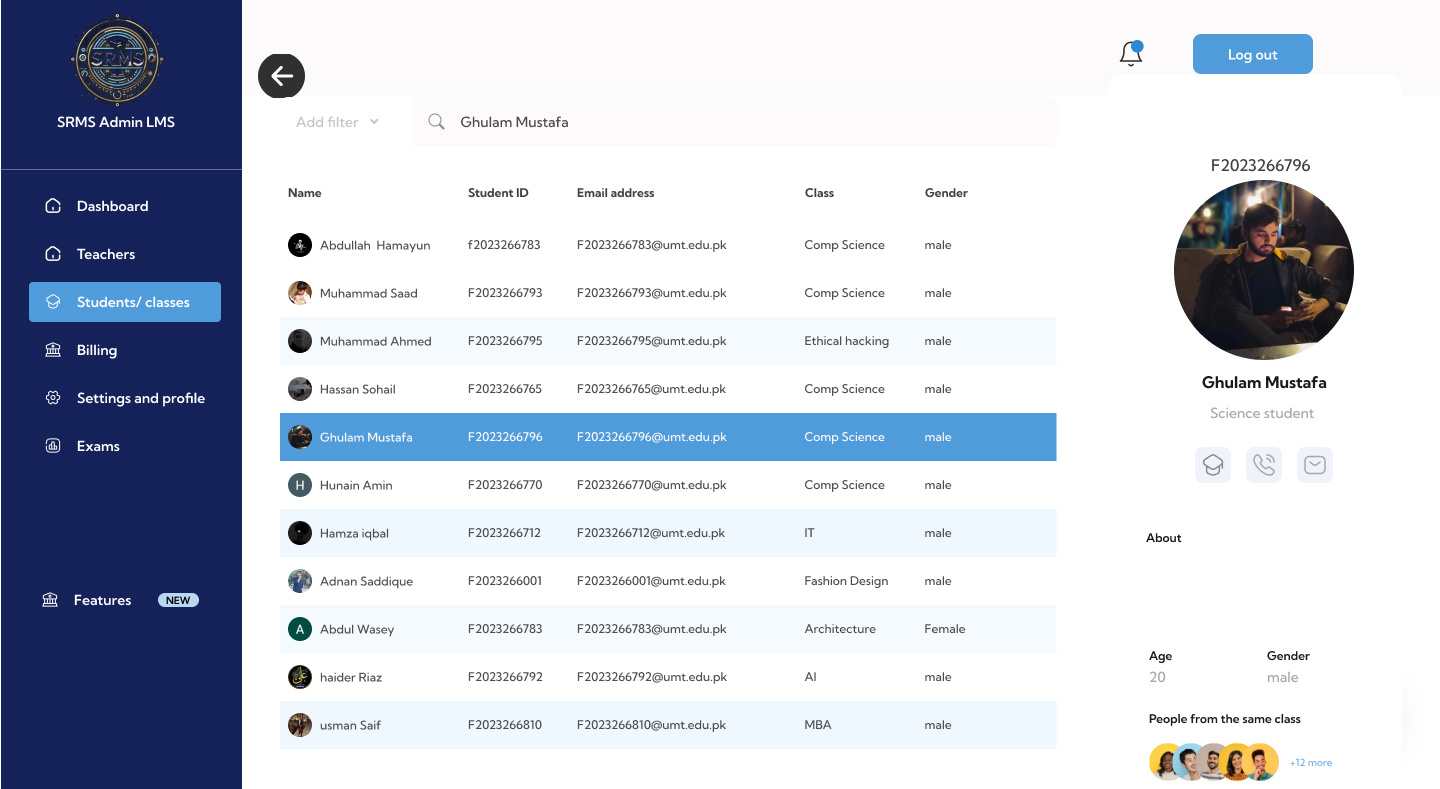 SRMS
SRMS Admin LMS
Dashboard
Teachers
Students/ classes
Billing
Settings and profile
Exams
Features NEW
Log out
Add filter
Ghulam Mustafa
Name Student ID Email address Class Gender
Abdullah Hamayun f2023266783 F2023266783@umt.edu.pk Comp Science male
Muhammad Saad F2023266793 F2023266793@umt.edu.pk Comp Science male
Muhammad Ahmed F2023266795 F2023266795@umt.edu.pk Ethical hacking male
Hassan Sohail F2023266765 F2023266765@umt.edu.pk Comp Science male
Ghulam Mustafa F2023266796 F2023266796@umt.edu.pk Comp Science male
H Hunain Amin F2023266770 F2023266770@umt.edu.pk Comp Science male
Hamza iqbal F2023266712 F2023266712@umt.edu.pk IT male
Adnan Saddique F2023266001 F2023266001@umt.edu.pk Fashion Design male
A Abdul Wasey F2023266783 F2023266783@umt.edu.pk Architecture Female
haider Riaz F2023266792 F2023266792@umt.edu.pk AI male
usman Saif F2023266810 F2023266810@umt.edu.pk MBA male
F2023266796
Ghulam Mustafa
Science student
About
Age Gender
20 male
People from the same class
+12 more